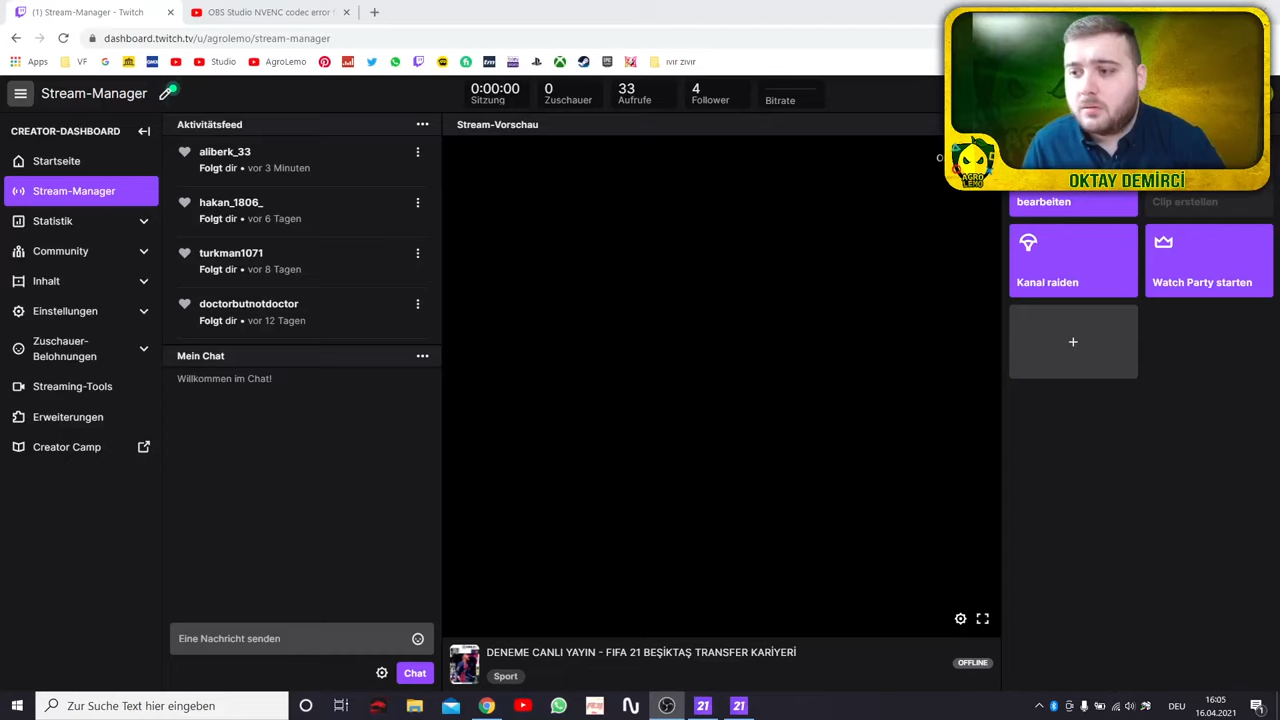 (1) Stream-Manager - Twitch
OBS Studio NVENC codec error f
dashboard.twitch.tv/u/agrolemo/stream-manager
Apps
VF
Studio
AgroLemo
ıvır zıvır
Stream-Manager
0:00:00
Sitzung
0
Zuschauer
33
Aufrufe
4
Follower
Bitrate
CREATOR-DASHBOARD
Startseite
Stream-Manager
Statistik
Community
Inhalt
Einstellungen
Zuschauer-
Belohnungen
Streaming-Tools
Erweiterungen
Creator Camp
Aktivitätsfeed
aliberk_33
Folgt dir • vor 3 Minuten
hakan_1806_
Folgt dir • vor 6 Tagen
turkman1071
Folgt dir • vor 8 Tagen
doctorbutnotdoctor
Folgt dir • vor 12 Tagen
Mein Chat
Willkommen im Chat!
Eine Nachricht senden
Chat
Stream-Vorschau
DENEME CANLI YAYIN - FIFA 21 BEŞİKTAŞ TRANSFER KARİYERİ
Sport
OFFLINE
AGRO
LEMO
OKTAY DEMİRCİ
bearbeiten
Clip erstellen
Kanal raiden
Watch Party starten
Zur Suche Text hier eingeben
21
21
DEU
16:05
16.04.2021